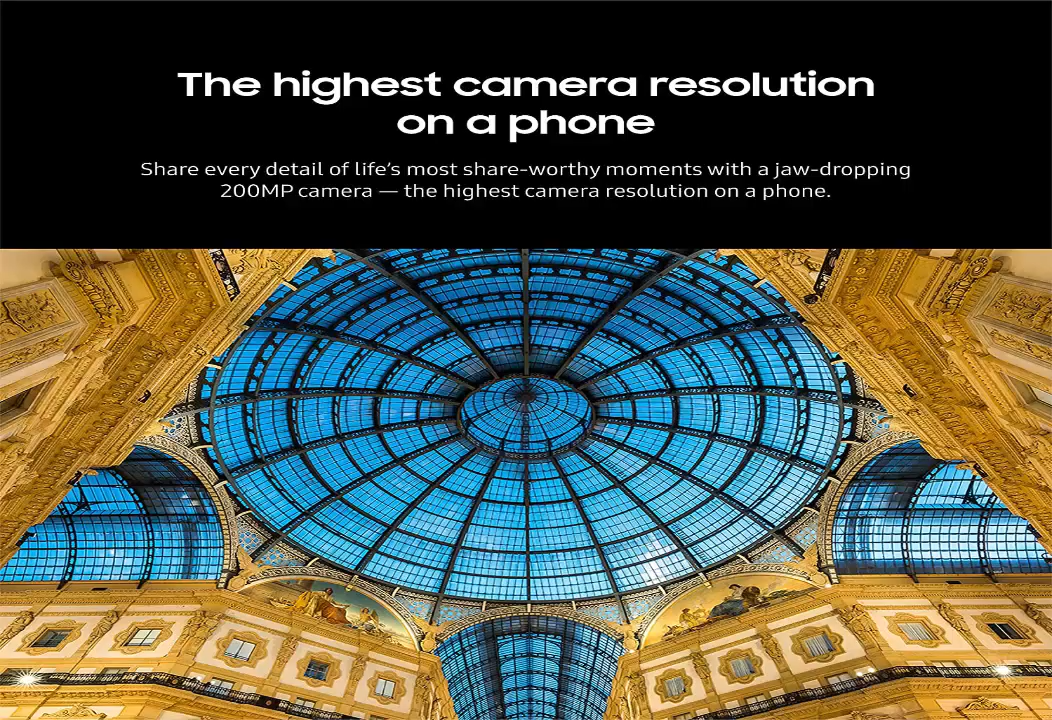 The highest camera resolution
on a phone
Share every detail of life’s most share-worthy moments with a jaw-dropping
200MP camera — the highest camera resolution on a phone.